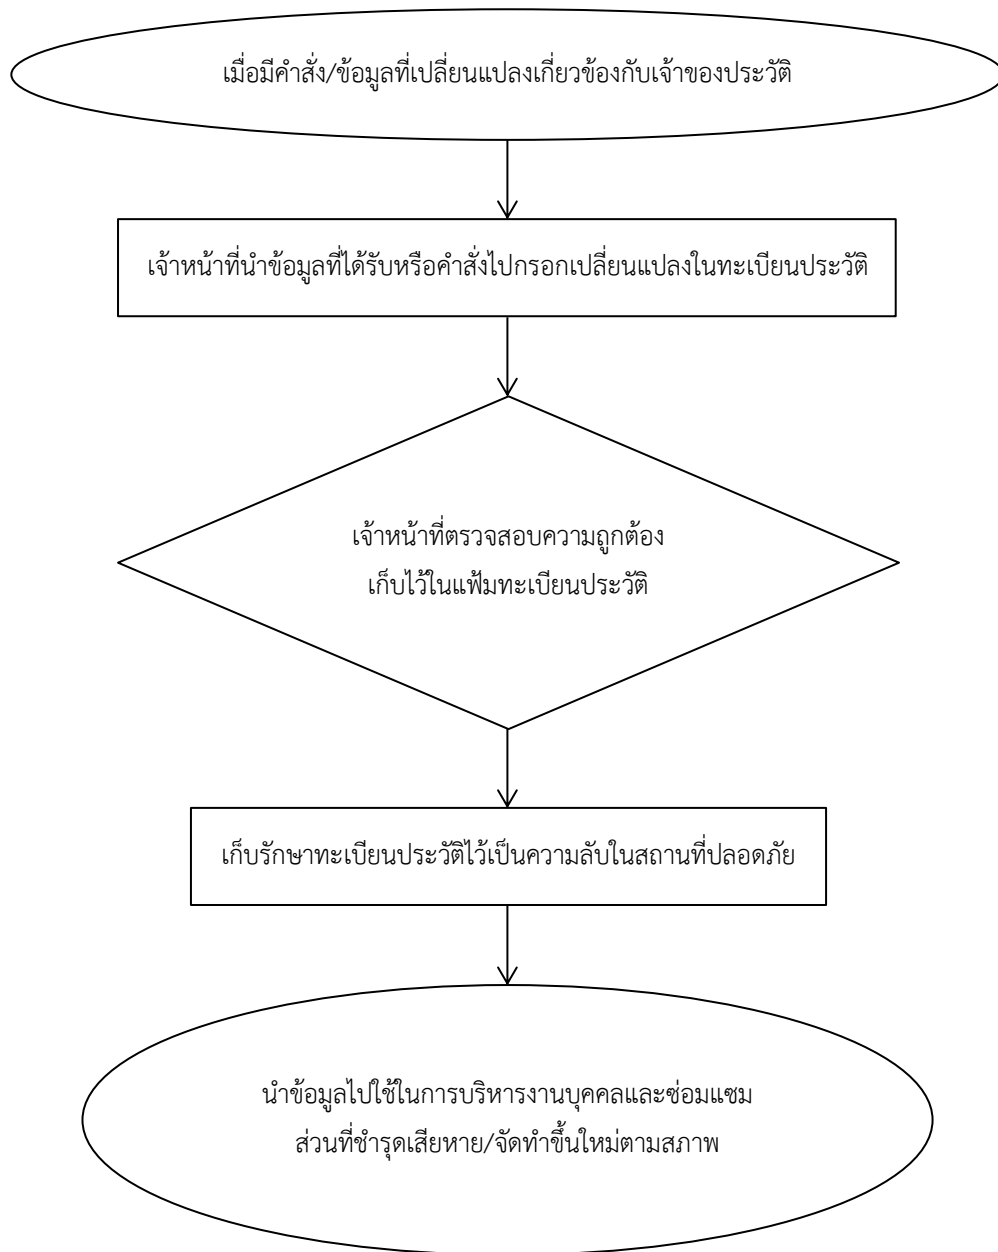 เมื่อมีคำสั่ง/ข้อมูลที่เปลี่ยนแปลงเกี่ยวข้องกับเจ้าของประวัติ
เจ้าหน้าที่นำข้อมูลที่ได้รับหรือคำสั่งไปกรอกเปลี่ยนแปลงในทะเบียนประวัติ
เจ้าหน้าที่ตรวจสอบความถูกต้อง
เก็บไว้ในแฟ้มทะเบียนประวัติ
เก็บรักษาทะเบียนประวัติไว้เป็นความลับในสถานที่ปลอดภัย
นำข้อมูลไปใช้ในการบริหารงานบุคคลและซ่อมแซม
ส่วนที่ชำรุดเสียหาย/จัดทำขึ้นใหม่ตามสภาพ